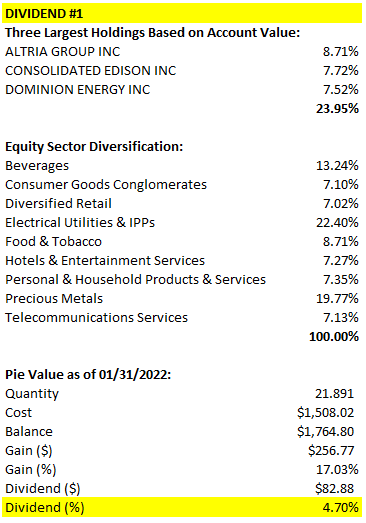 DIVIDEND #1
Three Largest Holdings Based on Account Value:
ALTRIA GROUP INC 8.71%
CONSOLIDATED EDISON INC 7.72%
DOMINION ENERGY INC 7.52%
23.95%
Equity Sector Diversification:
Beverages 13.24%
Consumer Goods Conglomerates 7.10%
Diversified Retail 7.02%
Electrical Utilities & IPPs 22.40%
Food & Tobacco 8.71%
Hotels & Entertainment Services 7.27%
Personal & Household Products & Services 7.35%
Precious Metals 19.77%
Telecommunications Services 7.13%
100.00%
Pie Value as of 01/31/2022:
Quantity 21.891
Cost $1,508.02
Balance $1,764.80
Gain ($) $256.77
Gain (%) 17.03%
Dividend ($) $82.88
Dividend (%) 4.70%